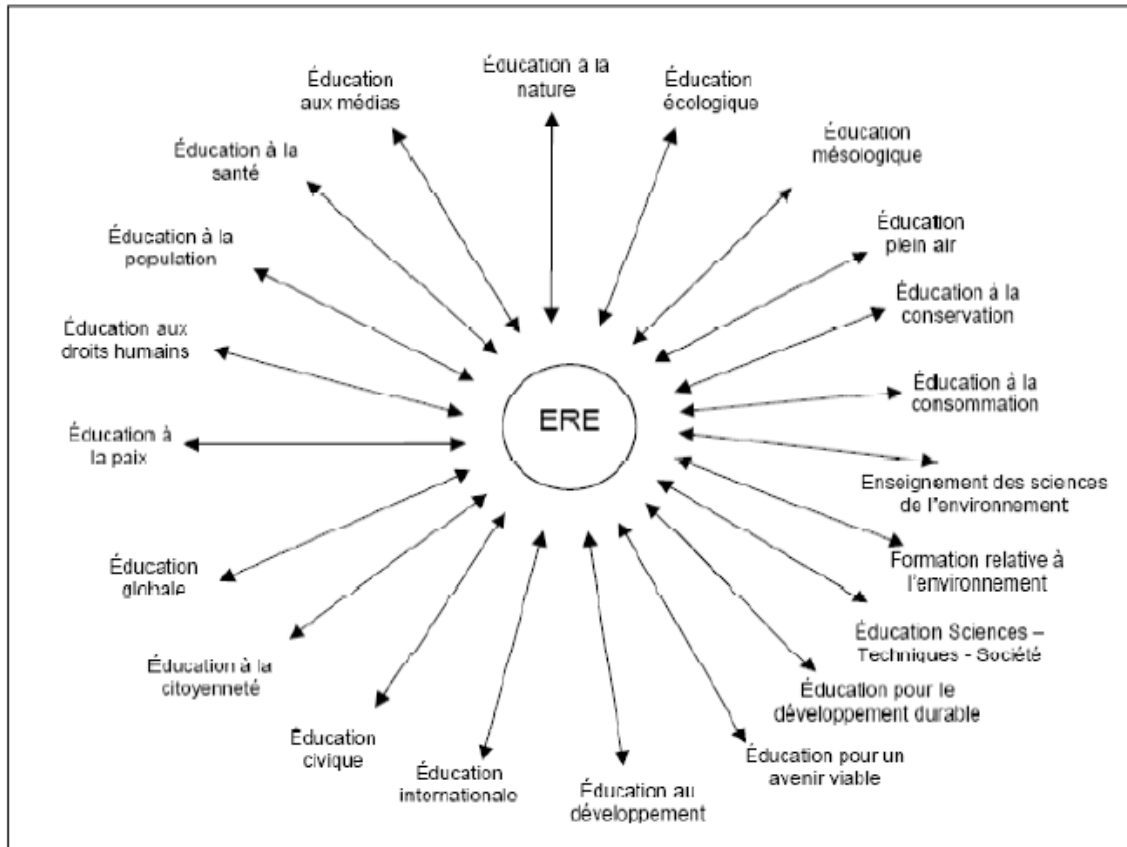 Éducation à la
nature
Éducation
écologique
Éducation
mésologique
Éducation
plein air
Éducation à la
conservation
Éducation à la
consommation
Enseignement des sciences
de l'environnement
Formation relative à
l'environnement
Éducation Sciences –
Techniques - Société
Éducation pour le
développement durable
Éducation pour un
avenir viable
Éducation au
développement
Éducation
internationale
Éducation
civique
Éducation à la
citoyenneté
Éducation
globale
Éducation à
la paix
Éducation aux
droits humains
Éducation à la
population
Éducation à la
santé
Éducation
aux médias
ERE